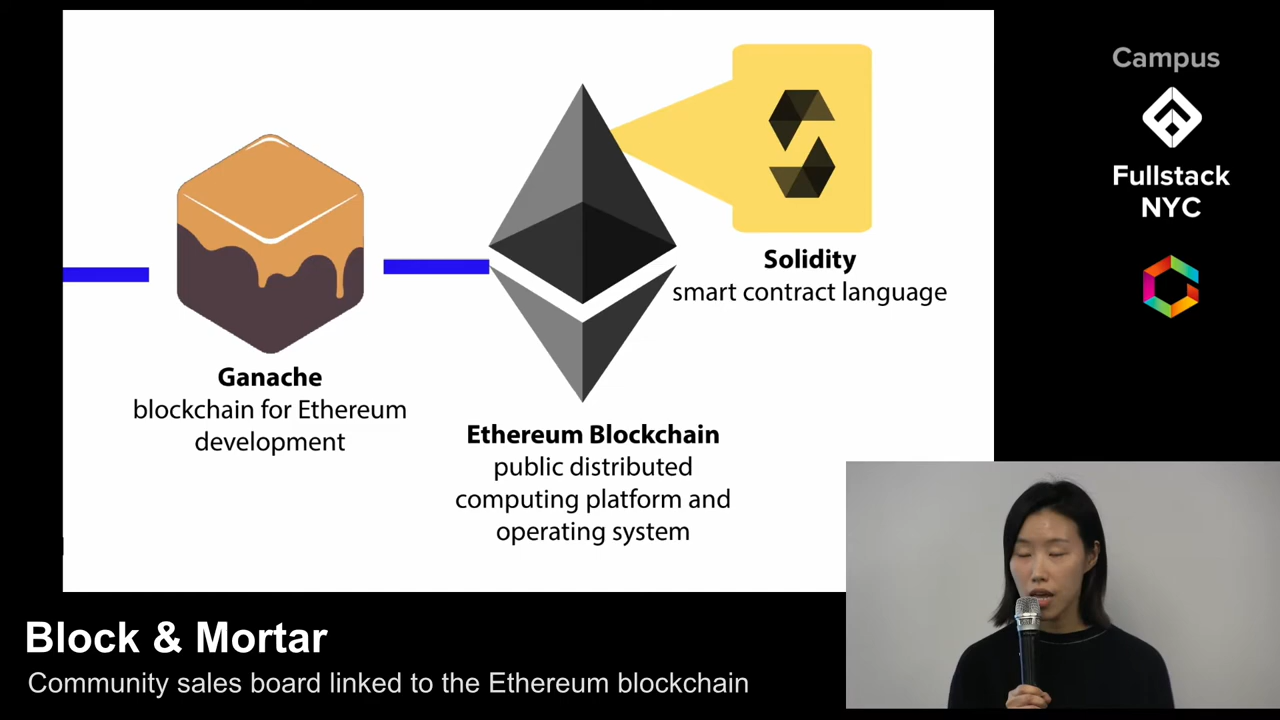 Campus
Fullstack
NYC
Solidity
smart contract language
Ganache
blockchain for Ethereum
development
Ethereum Blockchain
public distributed
computing platform and
operating system
Block & Mortar
Community sales board linked to the Ethereum blockchain